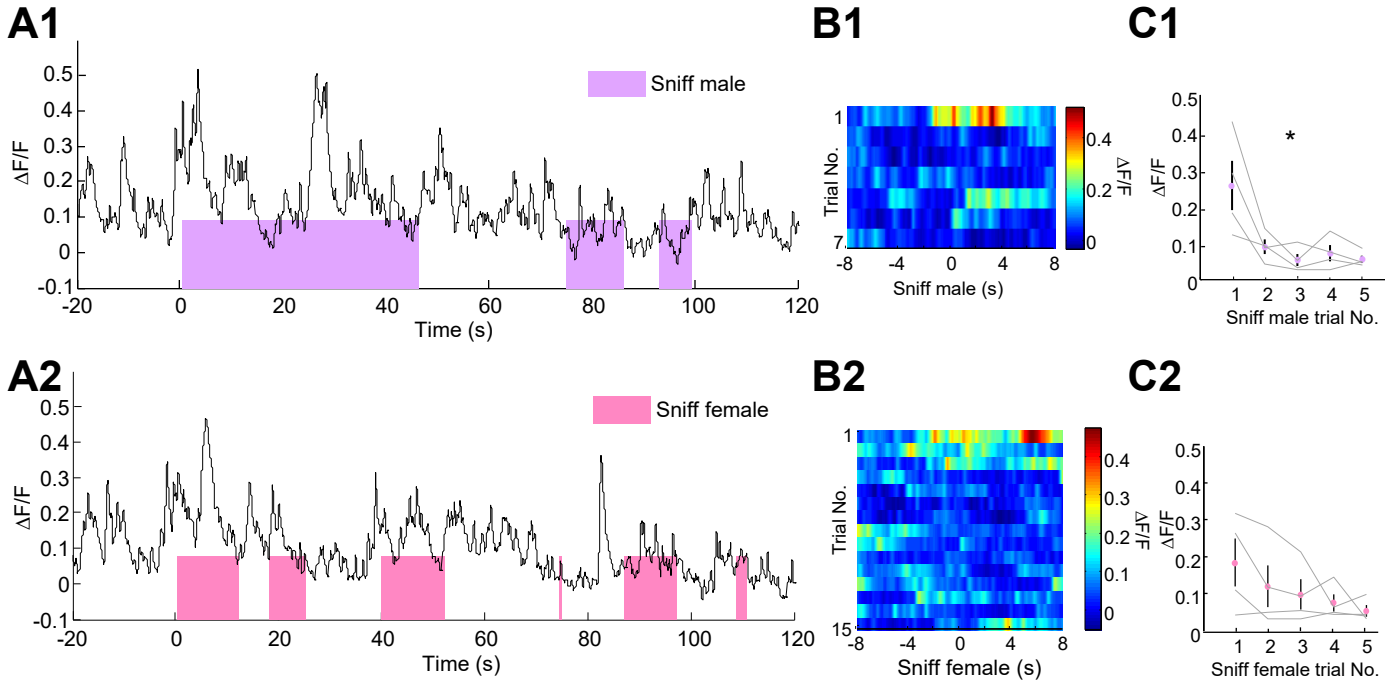 A1
ΔF/F
0.5
0.4
0.3
0.2
0.1
0
-0.1
Sniff male
-20 0 20 40 60 80 100 120
Time (s)
B1
Trial No.
1
7
-8 -4 0 4 8
Sniff male (s)
0.4
0.2
0
ΔF/F
C1
ΔF/F
0.5
0.4
0.3
0.2
0.1
0
*
1 2 3 4 5
Sniff male trial No.
A2
ΔF/F
0.5
0.4
0.3
0.2
0.1
0
-0.1
Sniff female
-20 0 20 40 60 80 100 120
Time (s)
B2
Trial No.
1
15
-8 -4 0 4 8
Sniff female (s)
0.4
0.3
0.2
0.1
0
ΔF/F
C2
ΔF/F
0.5
0.4
0.3
0.2
0.1
0
1 2 3 4 5
Sniff female trial No.